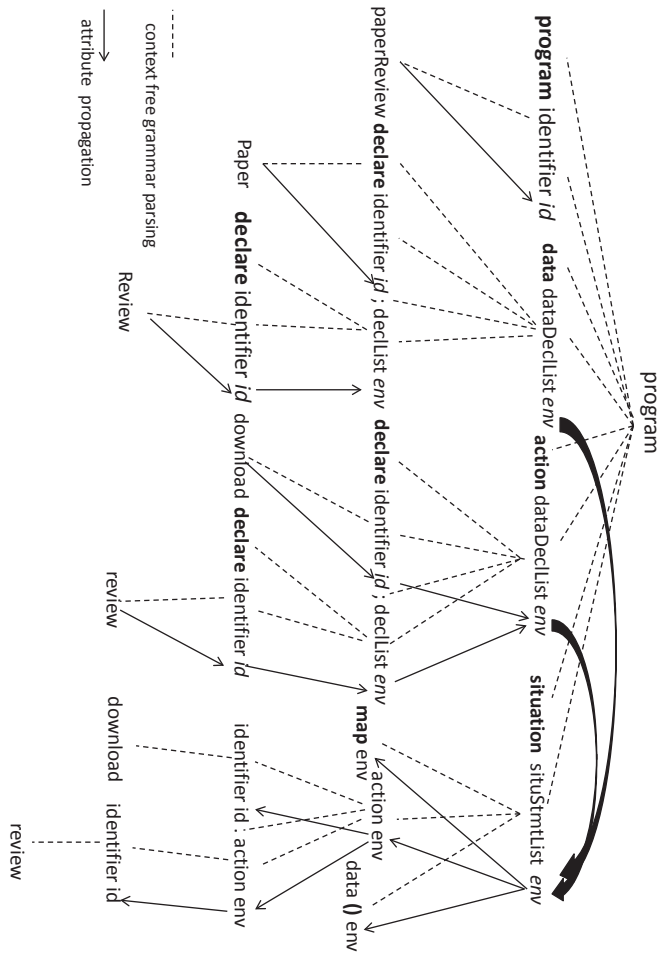 program
program identifier id data dataDeclList env action dataDeclList env situation situStmtList env
paperReview declare identifier id ; declList env declare identifier id ; declList env map env action env data () env
Paper declare identifier id download declare identifier id identifier id : action env
Review review download identifier id
review
context free grammar parsing
attribute propagation